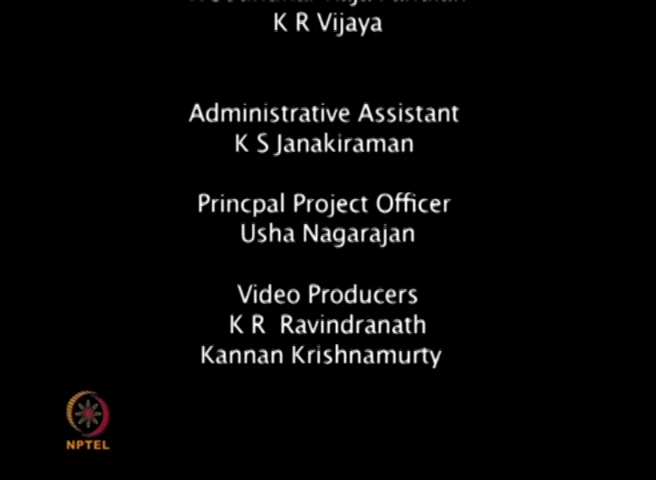 K R Vijaya
Administrative Assistant
K S Janakiraman
Princpal Project Officer
Usha Nagarajan
Video Producers
K R Ravindranath
Kannan Krishnamurty
NPTEL